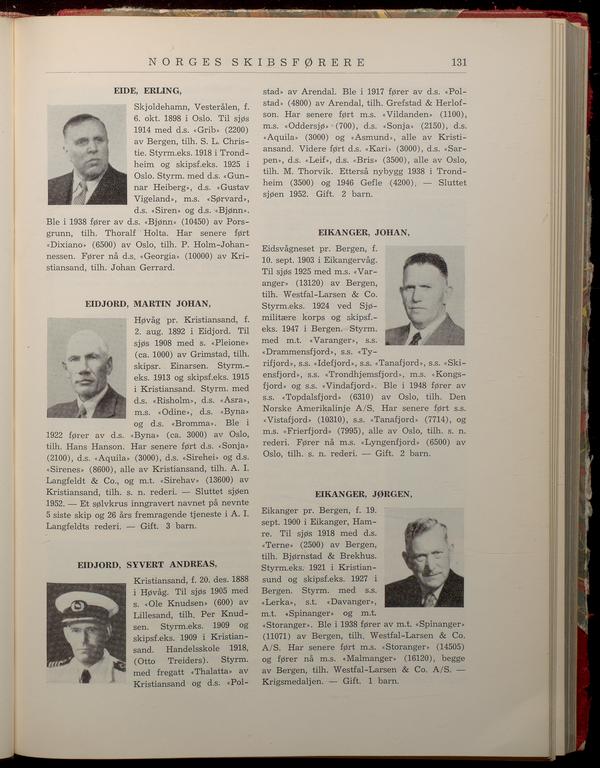 NORGES SKIBSFØRERE 131
EIDE, ERLING,
Skjoldehamn, Vesterålen, f.
6. okt. 1898 i Oslo. Til sjøs
1914 med d.s. «Grib» (2200)
av Bergen, tilh. S. L. Chris-
tie. Styrm.eks. 1918 i Trond-
heim og skipsf.eks. 1925 i
Oslo. Styrm. med d.s. «Gun-
nar Heiberg», d.s. «Gustav
Vigeland», m.s. «Sørvard»,
d.s. «Siren» og d.s. «Bjønn».
Ble i 1938 fører av d.s. «Bjønn» (10450) av Pors-
grunn, tilh. Thoralf Holta. Har senere ført
«Dixiano» (6500) av Oslo, tilh. P. Holm-Johan-
nessen. Fører nå d.s. «Georgia» (10000) av Kri-
stiansand, tilh. Johan Gerrard.
EIDJORD, MARTIN JOHAN,
Høvåg pr. Kristiansand, f.
2. aug. 1892 i Eidjord. Til
sjøs 1908 med s. «Pleione»
(ca. 1000) av Grimstad, tilh.
skipsr. Einarsen. Styrm.-
eks. 1913 og skipsf.eks. 1915
i Kristiansand. Styrm. med
d.s. «Risholm», d.s. «Asra»,
m.s. «Odine», d.s. «Byna»
og d.s. «Bromma». Ble i
1922 fører av d.s. «Byna» (ca. 3000) av Oslo,
tilh. Hans Hanson. Har senere ført d.s. «Sonja»
(2100), d.s. «Aquila» (3000), d.s. «Sirehei» og d.s.
«Sirenes» (8600), alle av Kristiansand, tilh. A. I.
Langfeldt & Co., og m.t. «Sirehav» (13600) av
Kristiansand, tilh. s. n. rederi. — Sluttet sjøen
1952. — Et sølvkrus inngravert navnet på nevnte
5 siste skip og 26 års fremragende tjeneste i A. I.
Langfeldts rederi. — Gift. 3 barn.
EIDJORD, SYVERT ANDREAS,
Kristiansand, f. 20. des. 1888
i Høvåg. Til sjøs 1905 med
s. «Ole Knudsen» (600) av
Lillesand, tilh. Per Knud-
sen. Styrm.eks. 1909 og
skipsf.eks. 1909 i Kristian-
sand. Handelsskole 1918,
(Otto Treiders). Styrm.
med fregatt «Thalatta» av
Kristiansand og d.s. «Pol-
stad» av Arendal. Ble i 1917 fører av d.s. «Pol-
stad» (4800) av Arendal, tilh. Grefstad & Herlof-
son. Har senere ført m.s. «Vildanden» (1100),
m.s. «Oddersjø» (700), d.s. «Sonja» (2150), d.s.
«Aquila» (3000) og «Asmund», alle av Kristi-
ansand. Videre ført d.s. «Kari» (3000), d.s. «Sar-
pen», d.s. «Leif», d.s. «Bris» (3500), alle av Oslo,
tilh. M. Thorvik. Etterså nybygg 1938 i Trond-
heim (3500) og 1946 Gefle (4200). — Sluttet
sjøen 1952. Gift. 2 barn.
EIKANGER, JOHAN,
Eidsvågneset pr. Bergen, f.
10. sept. 1903 i Eikangervåg.
Til sjøs 1925 med m.s. «Var-
anger» (13120) av Bergen,
tilh. Westfal-Larsen & Co.
Styrm.eks. 1924 ved Sjø-
militære korps og skipsf.-
eks. 1947 i Bergen. Styrm.
med m.t. «Varanger», s.s.
«Drammensfjord», s.s. «Ty-
rifjord», s.s. «Idefjord», s.s. «Tanafjord», s.s. «Ski-
ensfjord», s.s. «Trondhjemsfjord», m.s. «Kongs-
fjord» og s.s. «Vindafjord». Ble i 1948 fører av
s.s. «Topdalsfjord» (6310) av Oslo, tilh. Den
Norske Amerikalinje A/S. Har senere ført s.s.
«Vistafjord» (10310), s.s. «Tanafjord» (7714), og
m.s. «Frierfjord» (7995), alle av Oslo, tilh. s. n.
rederi. Fører nå m.s. «Lyngenfjord» (6500) av
Oslo, tilh. s. n. rederi. — Gift. 2 barn.
EIKANGER, JØRGEN,
Eikanger pr. Bergen, f. 19.
sept. 1900 i Eikanger, Ham-
re. Til sjøs 1918 med d.s.
«Terne» (2500) av Bergen,
tilh. Bjørnstad & Brekhus.
Styrm.eks. 1921 i Kristian-
sund og skipsf.eks. 1927 i
Bergen. Styrm. med s.s.
«Lerka», s.t. «Davanger»,
m.t. «Spinanger» og m.t.
«Storanger». Ble i 1938 fører av m.t. «Spinanger»
(11071) av Bergen, tilh. Westfal-Larsen & Co.
A/S. Har senere ført m.s. «Storanger» (14505)
og fører nå m.s. «Malmanger» (16120), begge
av Bergen, tilh. Westfal-Larsen & Co. A/S. —
Krigsmedaljen. — Gift. 1 barn.